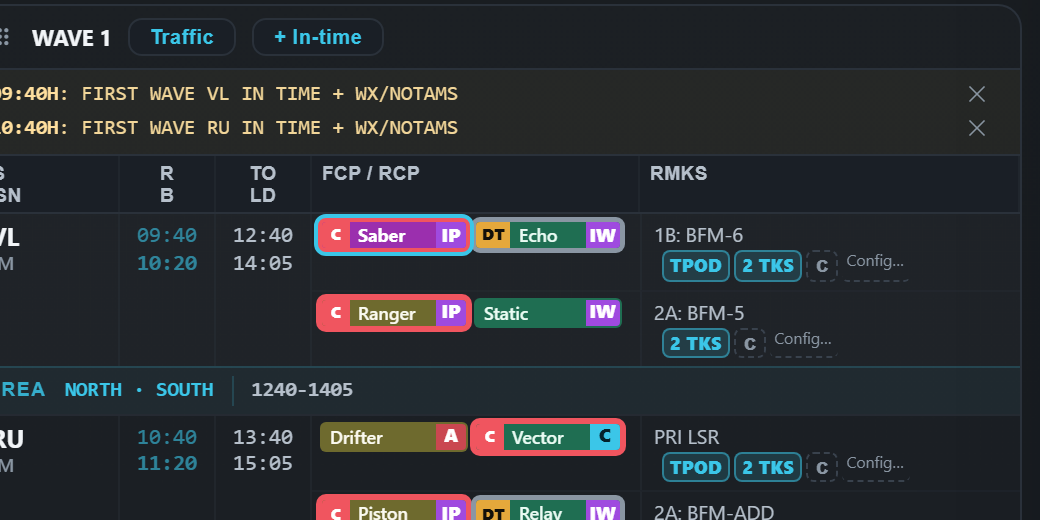 WAVE 1 Traffic + In-time
9:40H: FIRST WAVE VL IN TIME + WX/NOTAMS
0:40H: FIRST WAVE RU IN TIME + WX/NOTAMS
S R TO FCP / RCP RMKS
SN B LD
VL 09:40 12:40 C Saber IP DT Echo IW 1B: BFM-6
M 10:20 14:05 TPOD 2 TKS C Config...
C Ranger IP Static IW 2A: BFM-5
2 TKS C Config...
REA NORTH · SOUTH 1240-1405
RU 10:40 13:40 Drifter A C Vector C PRI LSR
M 11:20 15:05 TPOD 2 TKS C Config...
C Piston IP DT Relay IW 2A: BFM-ADD